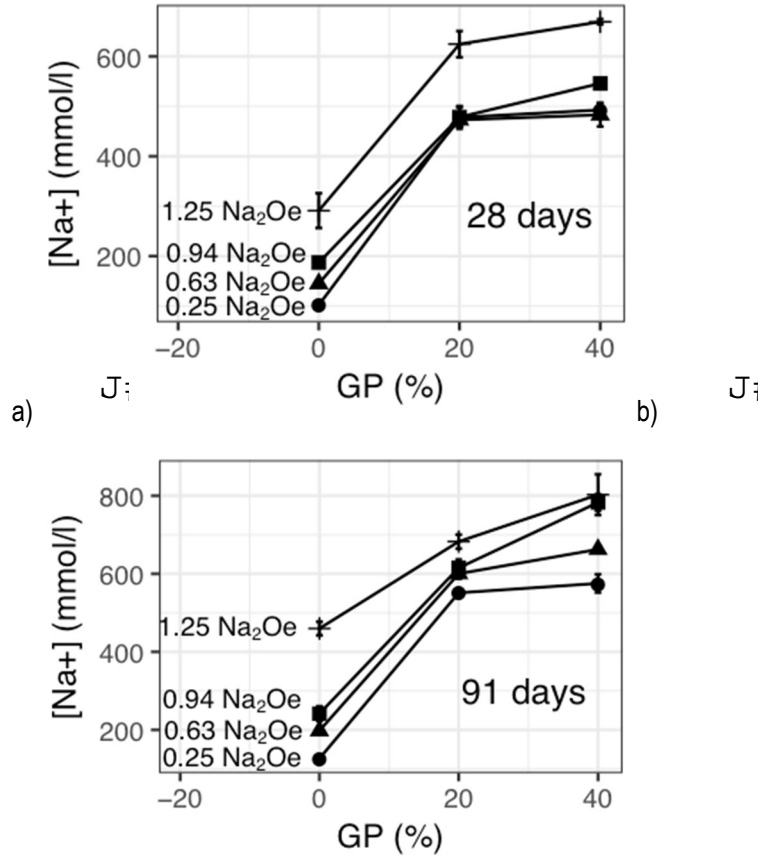 600
400
200
[Na+] (mmol/l)
1.25 Na₂Oe
0.94 Na₂Oe
0.63 Na₂Oe
0.25 Na₂Oe
28 days
−20 0 20 40
GP (%)
a)
b)
800
600
400
200
[Na+] (mmol/l)
1.25 Na₂Oe
0.94 Na₂Oe
0.63 Na₂Oe
0.25 Na₂Oe
91 days
−20 0 20 40
GP (%)